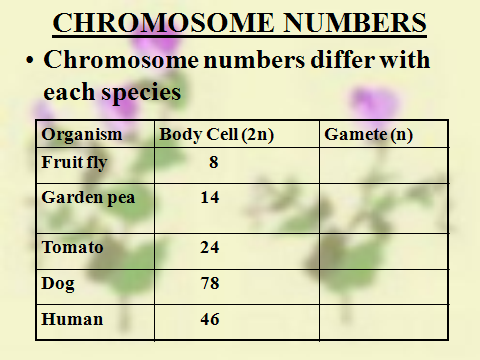 CHROMOSOME NUMBERS
• Chromosome numbers differ with
each species
Organism Body Cell (2n) Gamete (n)
Fruit fly 8
Garden pea 14
Tomato 24
Dog 78
Human 46